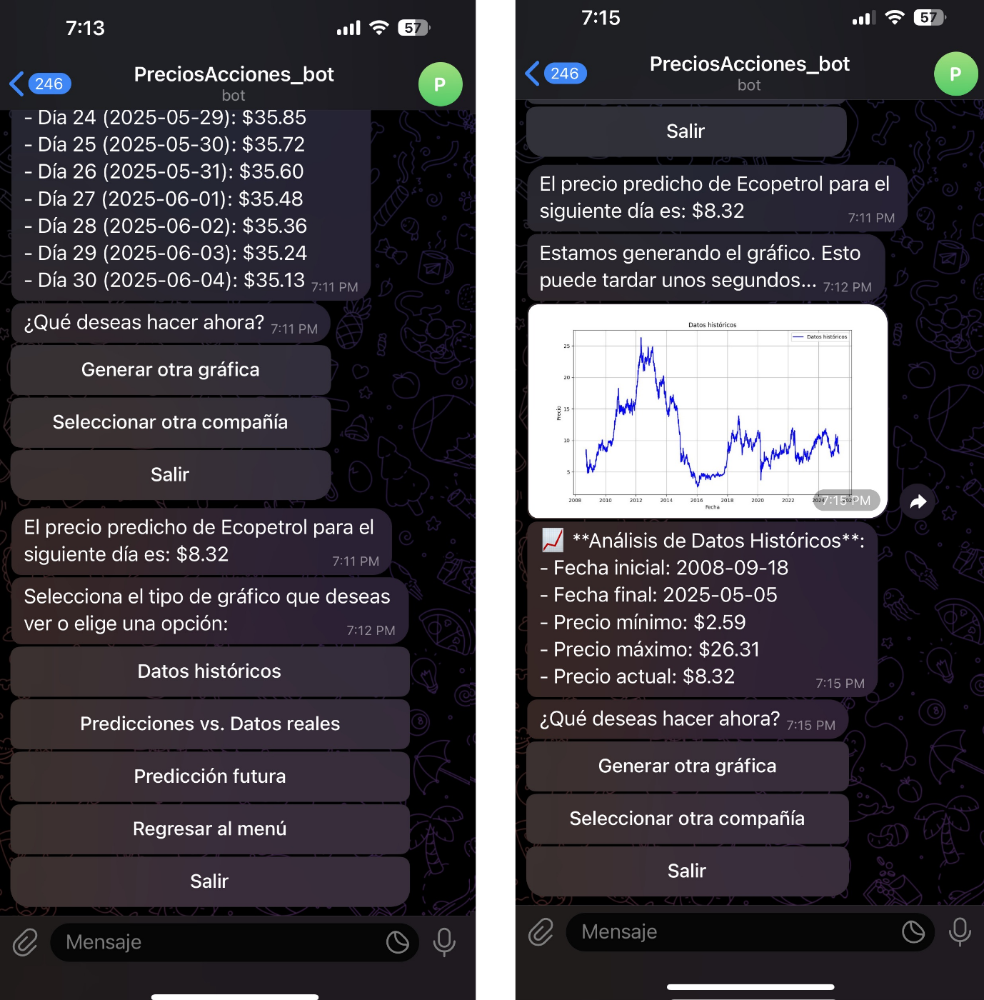 7:13
57
246
PreciosAcciones_bot
bot
P
- Día 24 (2025-05-29): $35.85
- Día 25 (2025-05-30): $35.72
- Día 26 (2025-05-31): $35.60
- Día 27 (2025-06-01): $35.48
- Día 28 (2025-06-02): $35.36
- Día 29 (2025-06-03): $35.24
- Día 30 (2025-06-04): $35.13
7:11 PM
¿Qué deseas hacer ahora?
7:11 PM
Generar otra gráfica
Seleccionar otra compañía
Salir
El precio predicho de Ecopetrol para el
siguiente día es: $8.32
7:11 PM
Selecciona el tipo de gráfico que deseas
ver o elige una opción:
7:12 PM
Datos históricos
Predicciones vs. Datos reales
Predicción futura
Regresar al menú
Salir
Mensaje
7:15
57
246
PreciosAcciones_bot
bot
P
Salir
El precio predicho de Ecopetrol para el
siguiente día es: $8.32
7:11 PM
Estamos generando el gráfico. Esto
puede tardar unos segundos...
7:12 PM
Datos históricos
Datos históricos
25
20
15
10
5
Precio
2008 2010 2012 2014 2016 2018 2020 2022 2024
Fecha
7:15 PM
**Análisis de Datos Históricos**:
- Fecha inicial: 2008-09-18
- Fecha final: 2025-05-05
- Precio mínimo: $2.59
- Precio máximo: $26.31
- Precio actual: $8.32
7:15 PM
¿Qué deseas hacer ahora?
7:15 PM
Generar otra gráfica
Seleccionar otra compañía
Salir
Mensaje